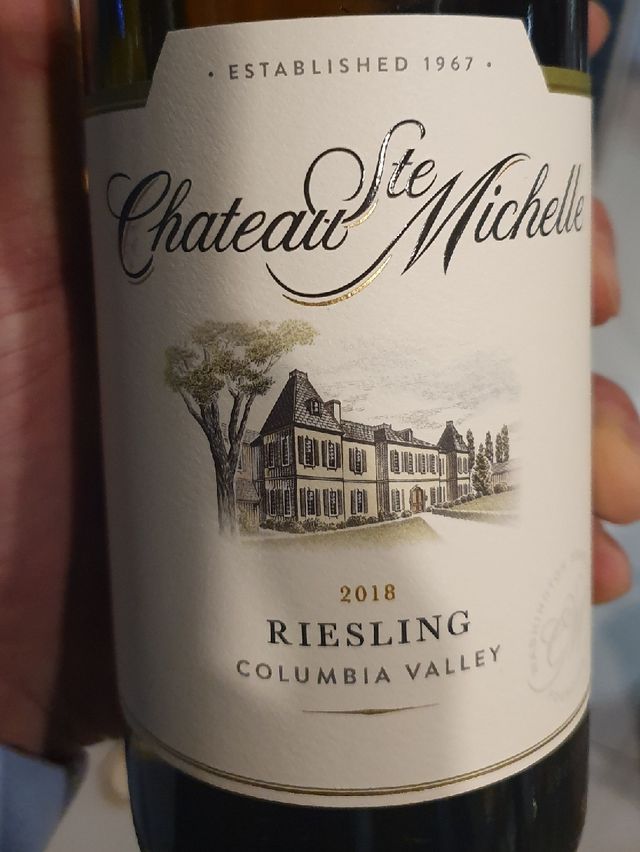 · ESTABLISHED 1967 ·
Chateau Ste Michelle
2018
RIESLING
COLUMBIA VALLEY